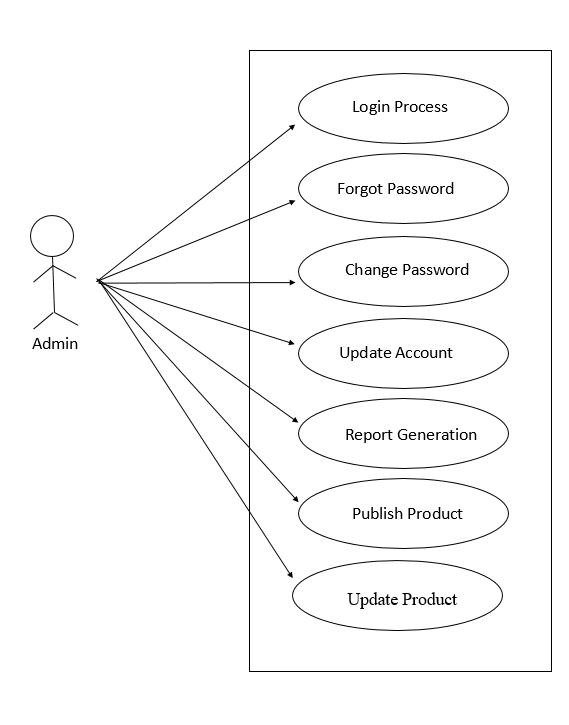 Login Process
Forgot Password
Change Password
Admin
Update Account
Report Generation
Publish Product
Update Product